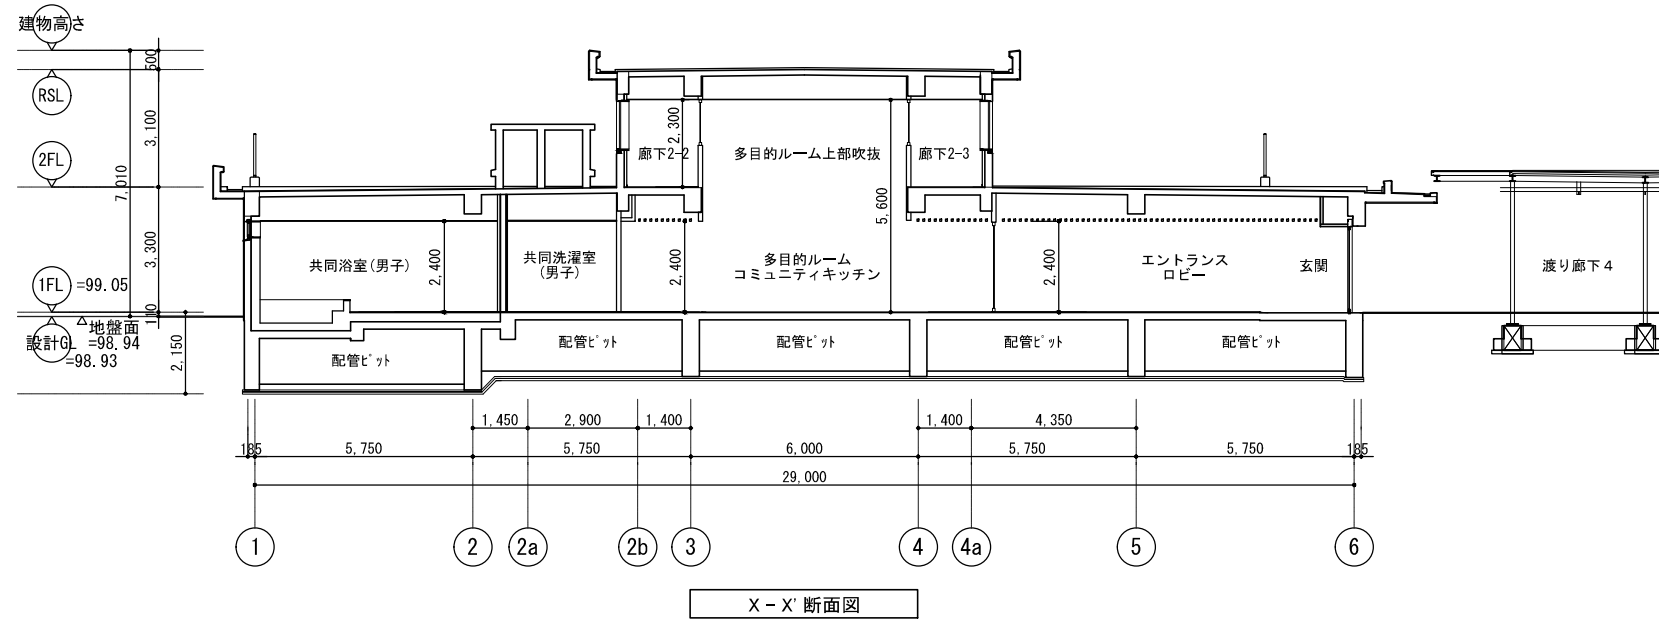 建物高さ
500
RSL
3,100
2FL
7,010
3,300
1FL =99.05
110
地盤面
設計GL =98.94
=98.93
2,150
2,300
廊下2-2
多目的ルーム上部吹抜
廊下2-3
5,600
共同浴室(男子)
2,400
共同洗濯室
(男子)
2,400
多目的ルーム
コミュニティキッチン
2,400
エントランス
ロビー
玄関
渡り廊下4
配管ピット
配管ピット
配管ピット
配管ピット
配管ピット
1,450
2,900
1,400
1,400
4,350
185
5,750
5,750
6,000
5,750
5,750
185
29,000
1
2
2a
2b
3
4
4a
5
6
X-X' 断面図